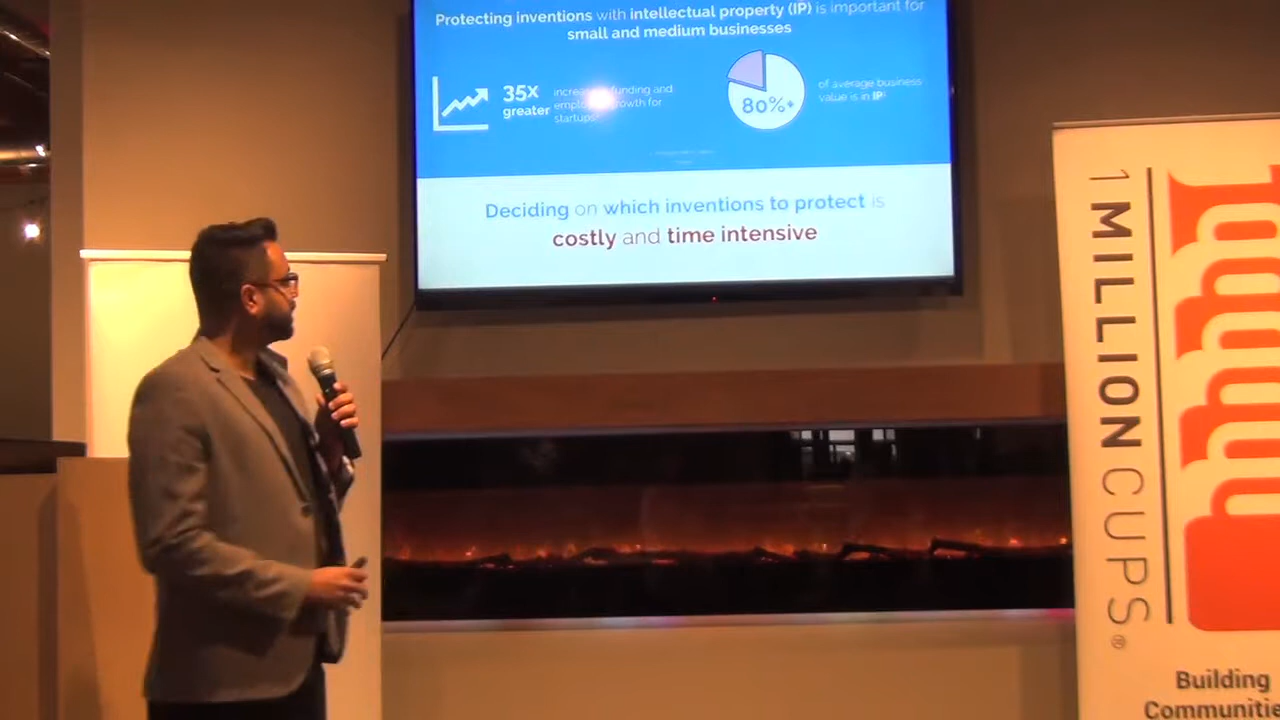 Protecting inventions with intellectual property (IP) is important for
small and medium businesses
35x
greater
funding and
growth for
startups
80%+
of average business
value is in IP
Deciding on which inventions to protect is
costly and time intensive
1 MILLION CUPS®
Building
Communitie